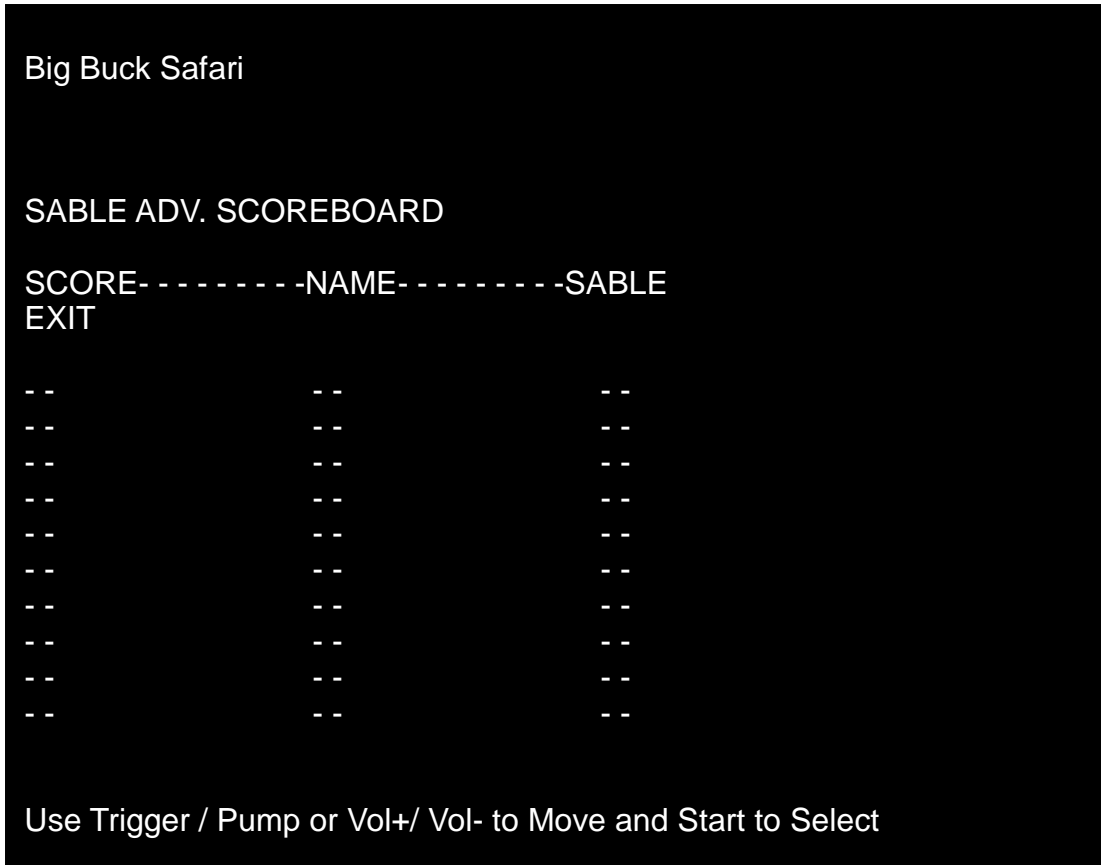 Big Buck Safari
SABLE ADV. SCOREBOARD
SCORE- - - - - - - - -NAME- - - - - - - - -SABLE
EXIT
- - - - - -
- - - - - -
- - - - - -
- - - - - -
- - - - - -
- - - - - -
- - - - - -
- - - - - -
- - - - - -
- - - - - -
Use Trigger / Pump or Vol+/ Vol- to Move and Start to Select